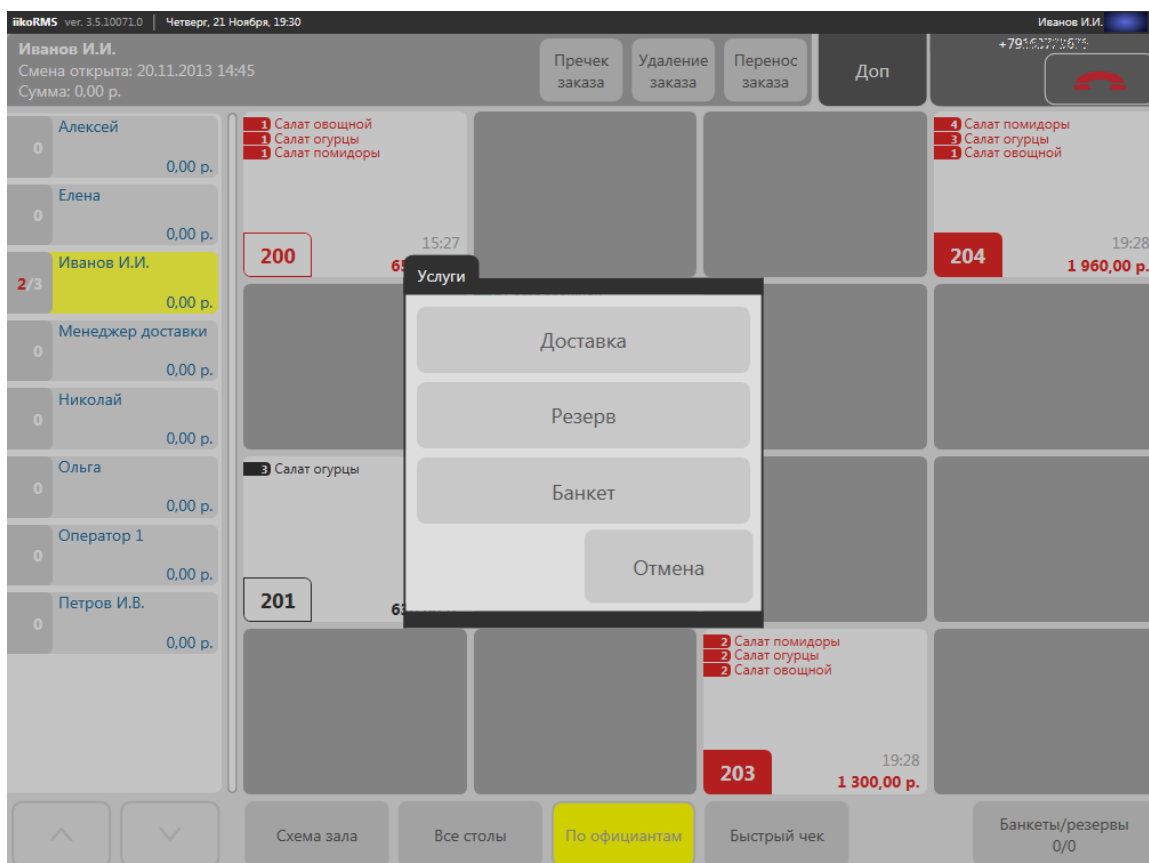 iikoRMS ver. 3.5.10071.0 | Четверг, 21 Ноября, 19:30
Иванов И.И.
Иванов И.И.
Смена открыта: 20.11.2013 14:45
Сумма: 0,00 р.
Пречек
заказа
Удаление
заказа
Перенос
заказа
Доп
0
Алексей
0,00 р.
0
Елена
0,00 р.
2/3
Иванов И.И.
0,00 р.
0
Менеджер доставки
0,00 р.
0
Николай
0,00 р.
0
Ольга
0,00 р.
0
Оператор 1
0,00 р.
0
Петров И.В.
0,00 р.
1 Салат овощной
1 Салат огурцы
1 Салат помидоры
15:27
200
4 Салат помидоры
3 Салат огурцы
1 Салат овощной
19:28
204
1 960,00 р.
Услуги
Доставка
Резерв
Банкет
Отмена
3 Салат огурцы
201
2 Салат помидоры
2 Салат огурцы
2 Салат овощной
19:28
203
1 300,00 р.
Схема зала
Все столы
По официантам
Быстрый чек
Банкеты/резервы
0/0